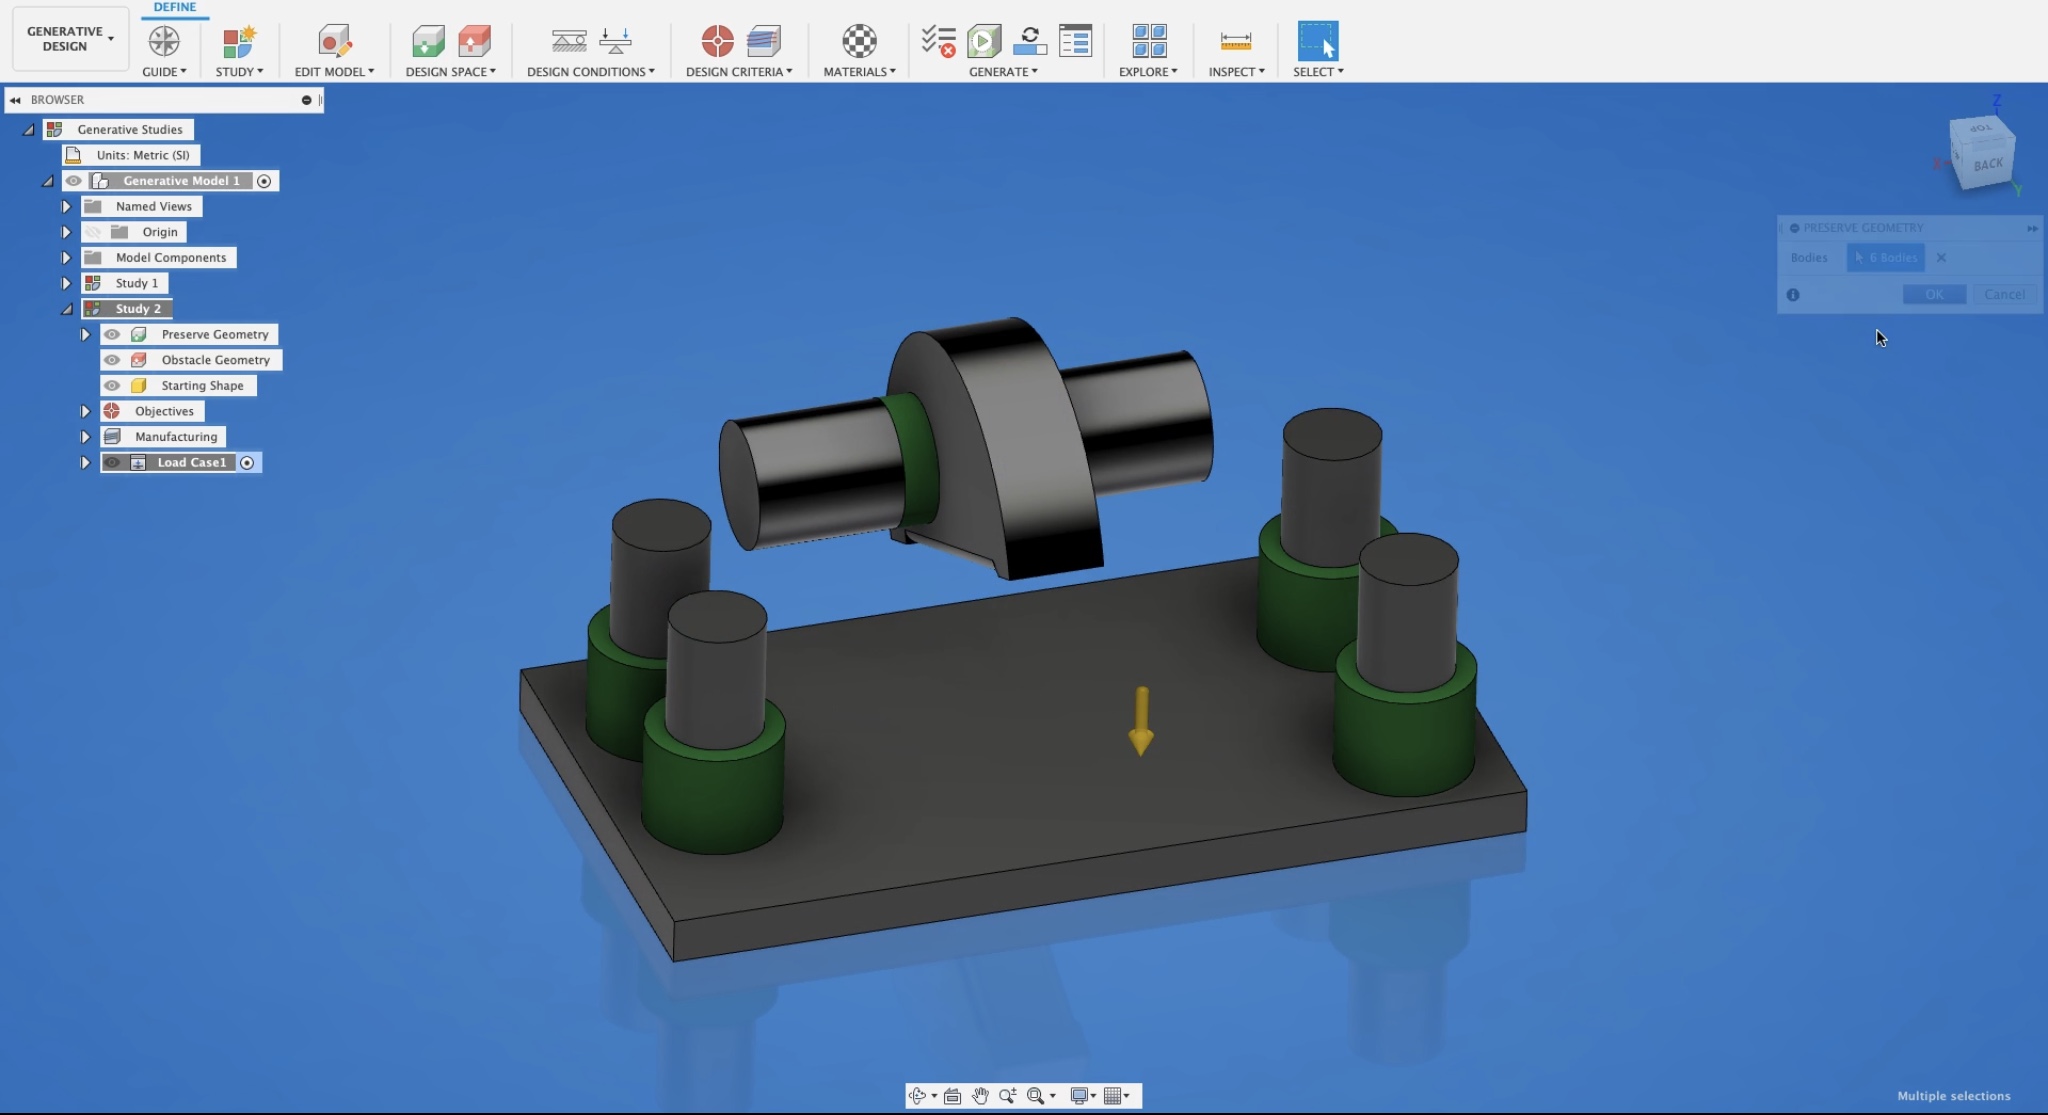 DEFINE
GENERATIVE
DESIGN
GUIDE
STUDY
EDIT MODEL
DESIGN SPACE
DESIGN CONDITIONS
DESIGN CRITERIA
MATERIALS
GENERATE
EXPLORE
INSPECT
SELECT
BROWSER
Generative Studies
Units: Metric (SI)
Generative Model 1
Named Views
Origin
Model Components
Study 1
Study 2
Preserve Geometry
Obstacle Geometry
Starting Shape
Objectives
Manufacturing
Load Case1
Z
TOP
BACK
X
Y
PRESERVE GEOMETRY
Bodies
6 Bodies
OK
Cancel
Multiple selections